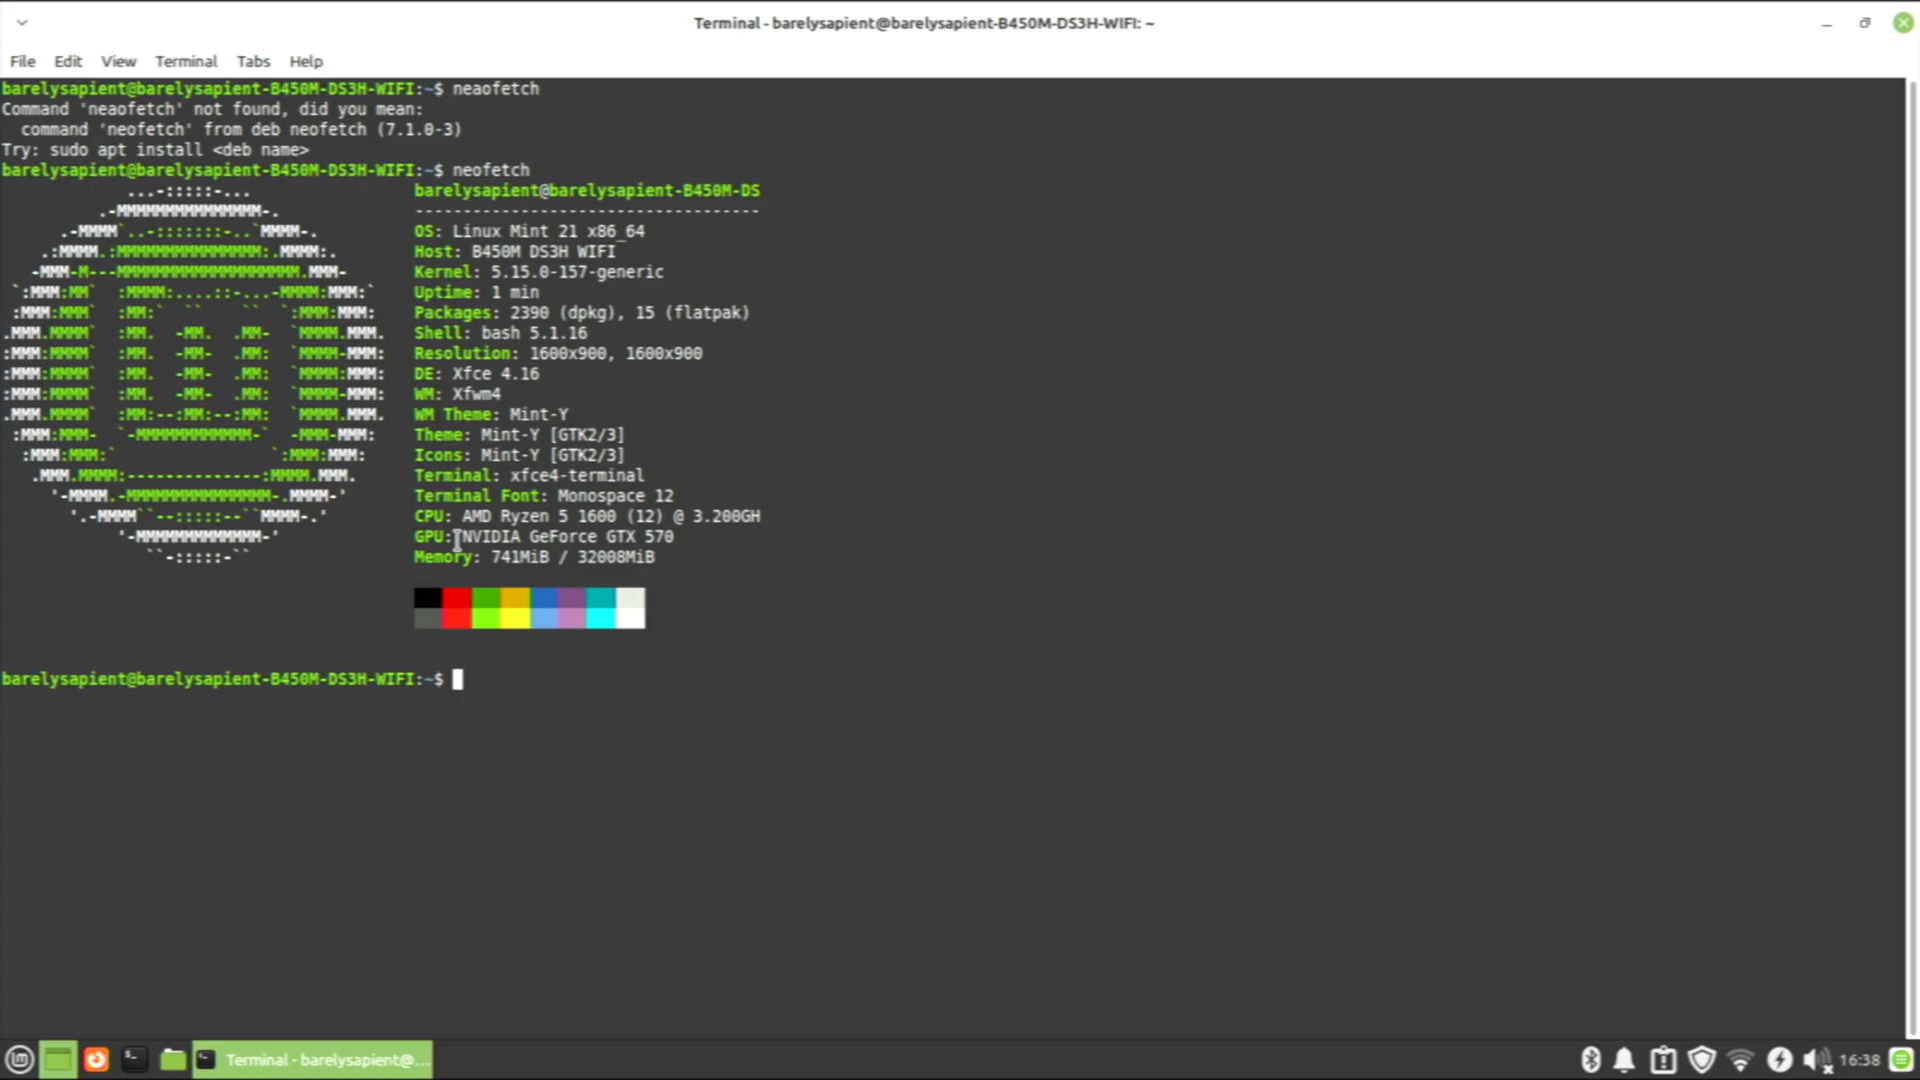 Terminal - barelysapient@barelysapient-B450M-DS3H-WIFI: ~
File Edit View Terminal Tabs Help
barelysapient@barelysapient-B450M-DS3H-WIFI:~$ neaofetch
Command 'neaofetch' not found, did you mean:
  command 'neofetch' from deb neofetch (7.1.0-3)
Try: sudo apt install <deb name>
barelysapient@barelysapient-B450M-DS3H-WIFI:~$ neofetch
barelysapient@barelysapient-B450M-DS
------------------------------------
OS: Linux Mint 21 x86_64
Host: B450M DS3H WIFI
Kernel: 5.15.0-157-generic
Uptime: 1 min
Packages: 2390 (dpkg), 15 (flatpak)
Shell: bash 5.1.16
Resolution: 1600x900, 1600x900
DE: Xfce 4.16
WM: Xfwm4
WM Theme: Mint-Y
Theme: Mint-Y [GTK2/3]
Icons: Mint-Y [GTK2/3]
Terminal: xfce4-terminal
Terminal Font: Monospace 12
CPU: AMD Ryzen 5 1600 (12) @ 3.200GH
GPU: NVIDIA GeForce GTX 570
Memory: 741MiB / 32008MiB
barelysapient@barelysapient-B450M-DS3H-WIFI:~$
Terminal - barelysapient@...
16:38